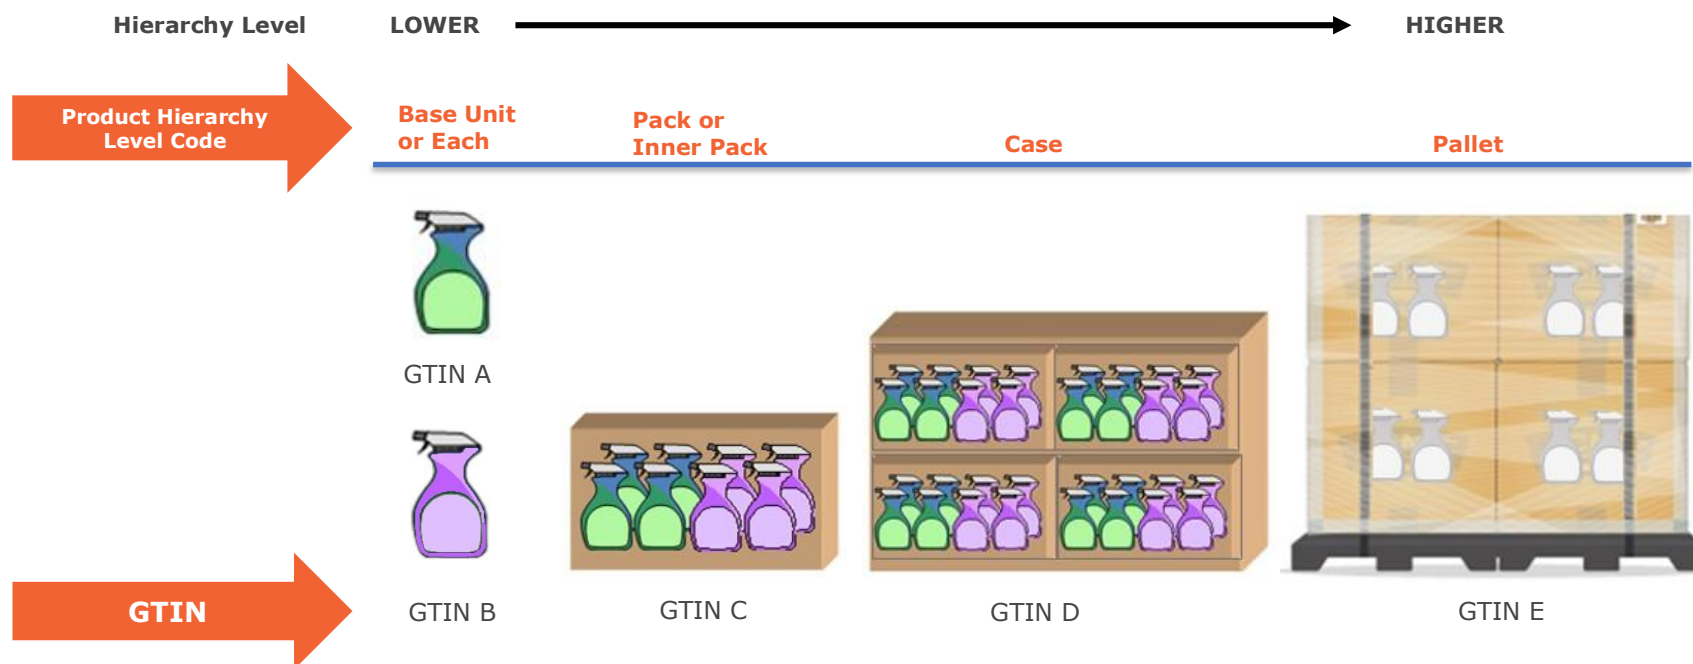 Hierarchy Level LOWER HIGHER
Product Hierarchy
Level Code
Base Unit
or Each
Pack or
Inner Pack
Case
Pallet
GTIN A
GTIN
GTIN B
GTIN C
GTIN D
GTIN E